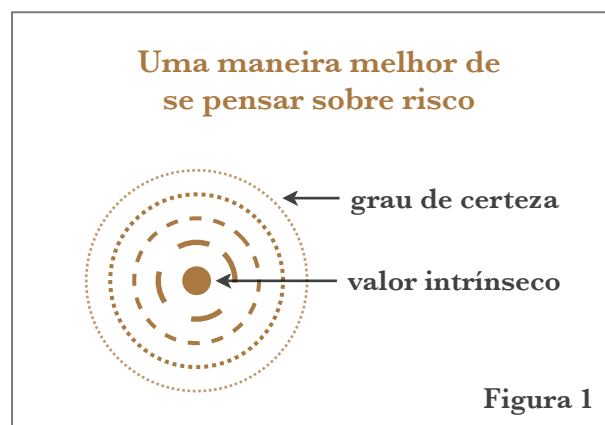 Uma maneira melhor de
se pensar sobre risco
grau de certeza
valor intrínseco
Figura 1